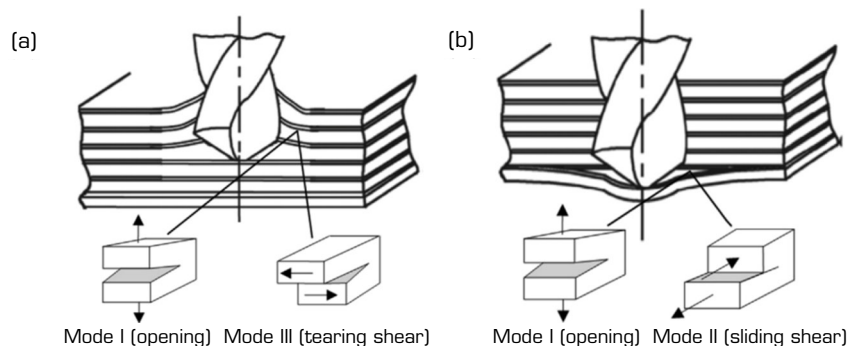 (a)
(b)
Mode I (opening) Mode III (tearing shear)
Mode I (opening) Mode II (sliding shear)